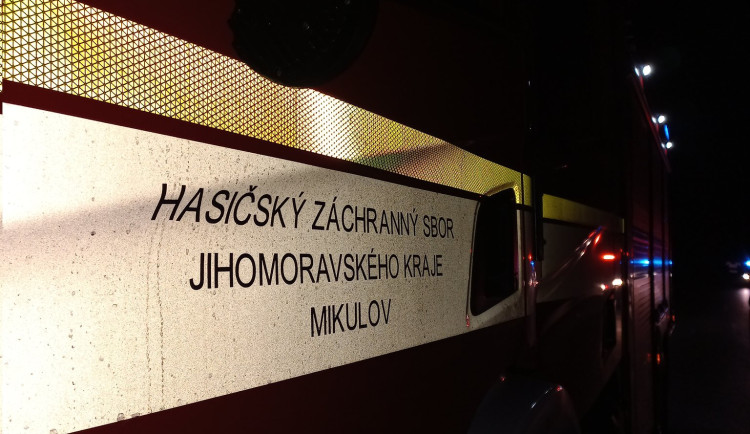 HASIČSKÝ ZÁCHRANNÝ SBOR
JIHOMORAVSKÉHO KRAJE
MIKULOV